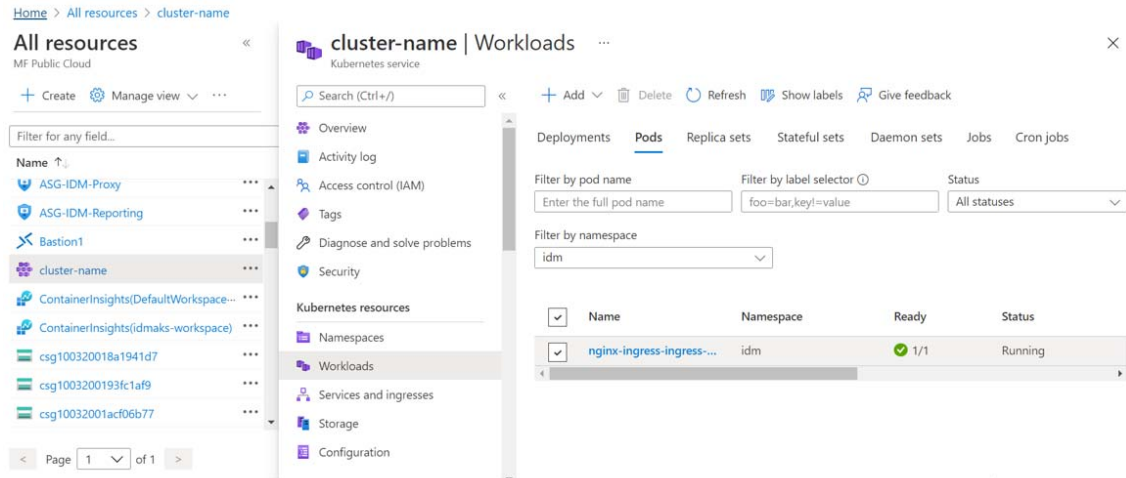 Home > All resources > cluster-name
All resources «
MF Public Cloud
+ Create Manage view ···
Filter for any field...
Name ↑↓
ASG-IDM-Proxy ···
ASG-IDM-Reporting ···
Bastion1 ···
cluster-name ···
ContainerInsights(DefaultWorkspace··· ···
ContainerInsights(idmaks-workspace) ···
csg100320018a1941d7 ···
csg100320019​3fc1af9 ···
csg10032001acf06b77 ···
< Page 1 of 1 >
cluster-name | Workloads ···
Kubernetes service
Search (Ctrl+/) «
Overview
Activity log
Access control (IAM)
Tags
Diagnose and solve problems
Security
Kubernetes resources
Namespaces
Workloads
Services and ingresses
Storage
Configuration
+ Add Delete Refresh Show labels Give feedback
Deployments Pods Replica sets Stateful sets Daemon sets Jobs Cron jobs
Filter by pod name Filter by label selector Status
Enter the full pod name foo=bar,key!=value All statuses
Filter by namespace
idm
Name Namespace Ready Status
nginx-ingress-ingress-... idm 1/1 Running